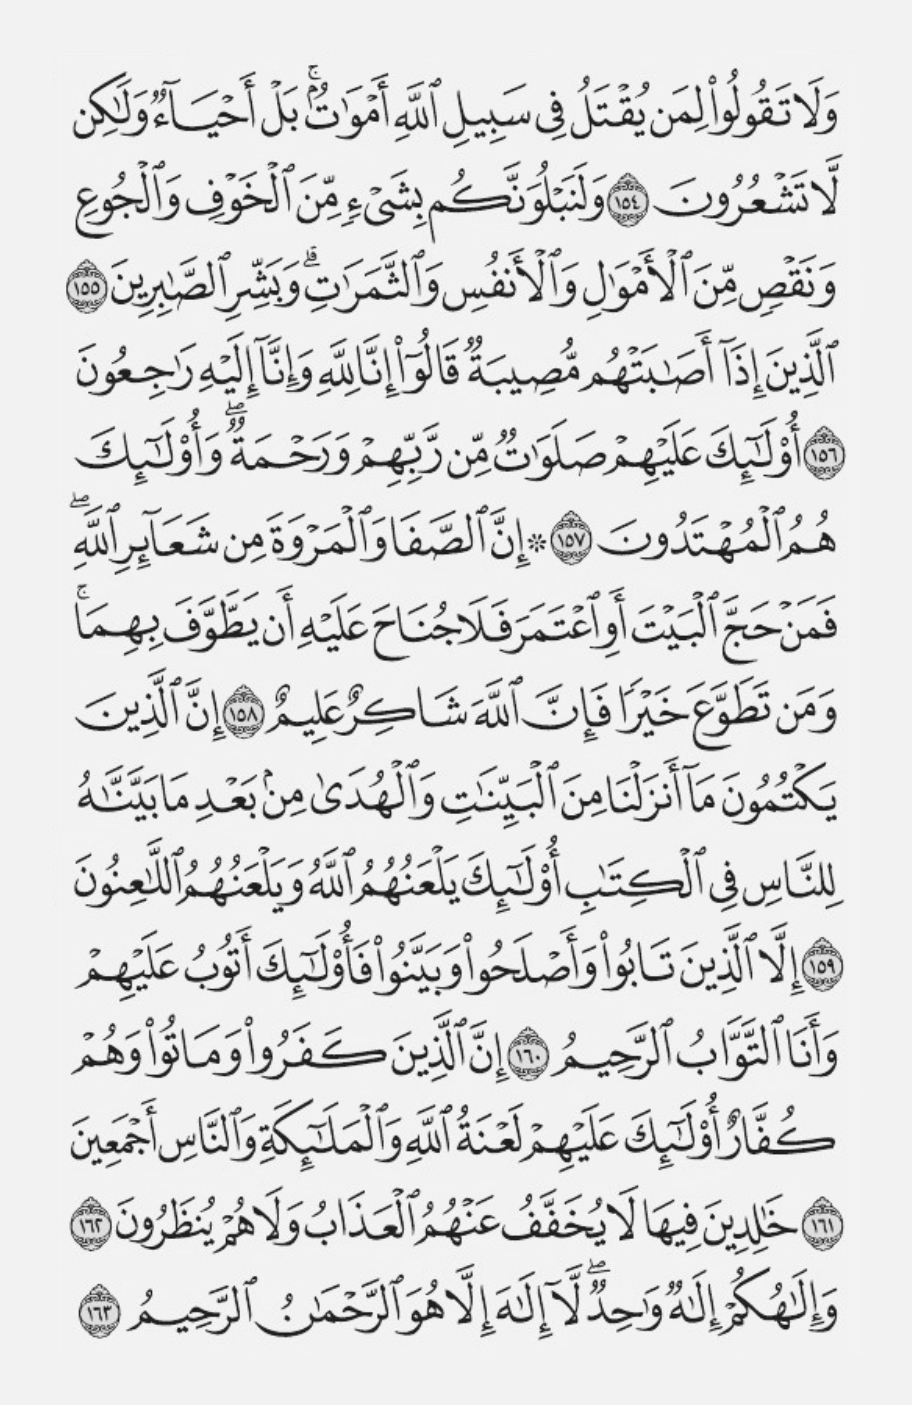 وَلَا تَقُولُوا۟ لِمَن يُقْتَلُ فِى سَبِيلِ ٱللَّهِ أَمْوَٰتٌۢ ۚ بَلْ أَحْيَآءٌ وَلَـٰكِن
لَّا تَشْعُرُونَ ١٥٤ وَلَنَبْلُوَنَّكُم بِشَىْءٍ مِّنَ ٱلْخَوْفِ وَٱلْجُوعِ
وَنَقْصٍ مِّنَ ٱلْأَمْوَٰلِ وَٱلْأَنفُسِ وَٱلثَّمَرَٰتِ ۗ وَبَشِّرِ ٱلصَّـٰبِرِينَ ١٥٥
ٱلَّذِينَ إِذَآ أَصَـٰبَتْهُم مُّصِيبَةٌ قَالُوٓا۟ إِنَّا لِلَّهِ وَإِنَّآ إِلَيْهِ رَٰجِعُونَ
١٥٦ أُو۟لَـٰٓئِكَ عَلَيْهِمْ صَلَوَٰتٌ مِّن رَّبِّهِمْ وَرَحْمَةٌ ۖ وَأُو۟لَـٰٓئِكَ
هُمُ ٱلْمُهْتَدُونَ ١٥٧ ۞ إِنَّ ٱلصَّفَا وَٱلْمَرْوَةَ مِن شَعَآئِرِ ٱللَّهِ ۖ
فَمَنْ حَجَّ ٱلْبَيْتَ أَوِ ٱعْتَمَرَ فَلَا جُنَاحَ عَلَيْهِ أَن يَطَّوَّفَ بِهِمَا ۚ
وَمَن تَطَوَّعَ خَيْرًا فَإِنَّ ٱللَّهَ شَاكِرٌ عَلِيمٌ ١٥٨ إِنَّ ٱلَّذِينَ
يَكْتُمُونَ مَآ أَنزَلْنَا مِنَ ٱلْبَيِّنَـٰتِ وَٱلْهُدَىٰ مِنۢ بَعْدِ مَا بَيَّنَّـٰهُ
لِلنَّاسِ فِى ٱلْكِتَـٰبِ أُو۟لَـٰٓئِكَ يَلْعَنُهُمُ ٱللَّهُ وَيَلْعَنُهُمُ ٱللَّـٰعِنُونَ
١٥٩ إِلَّا ٱلَّذِينَ تَابُوا۟ وَأَصْلَحُوا۟ وَبَيَّنُوا۟ فَأُو۟لَـٰٓئِكَ أَتُوبُ عَلَيْهِمْ
وَأَنَا ٱلتَّوَّابُ ٱلرَّحِيمُ ١٦٠ إِنَّ ٱلَّذِينَ كَفَرُوا۟ وَمَاتُوا۟ وَهُمْ
كُفَّارٌ أُو۟لَـٰٓئِكَ عَلَيْهِمْ لَعْنَةُ ٱللَّهِ وَٱلْمَلَـٰٓئِكَةِ وَٱلنَّاسِ أَجْمَعِينَ
١٦١ خَـٰلِدِينَ فِيهَا لَا يُخَفَّفُ عَنْهُمُ ٱلْعَذَابُ وَلَا هُمْ يُنظَرُونَ ١٦٢
وَإِلَـٰهُكُمْ إِلَـٰهٌ وَٰحِدٌ ۖ لَّآ إِلَـٰهَ إِلَّا هُوَ ٱلرَّحْمَـٰنُ ٱلرَّحِيمُ ١٦٣